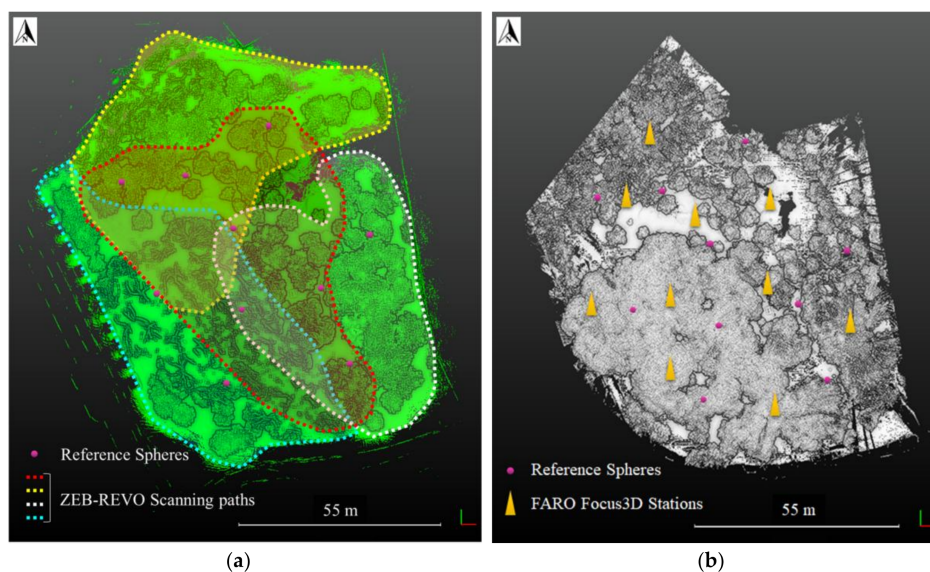 N
N
Reference Spheres
ZEB-REVO Scanning paths
55 m
Reference Spheres
FARO Focus3D Stations
55 m
(a)
(b)